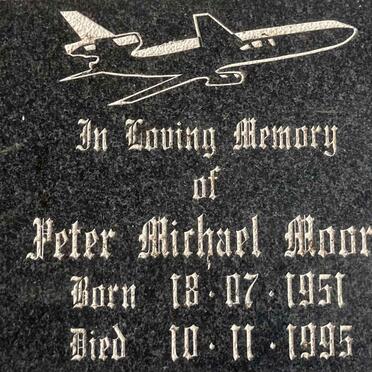 In Loving Memory
of
Peter Michael Moor
Born 18 · 07 · 1951
Died 10 · 11 · 1995